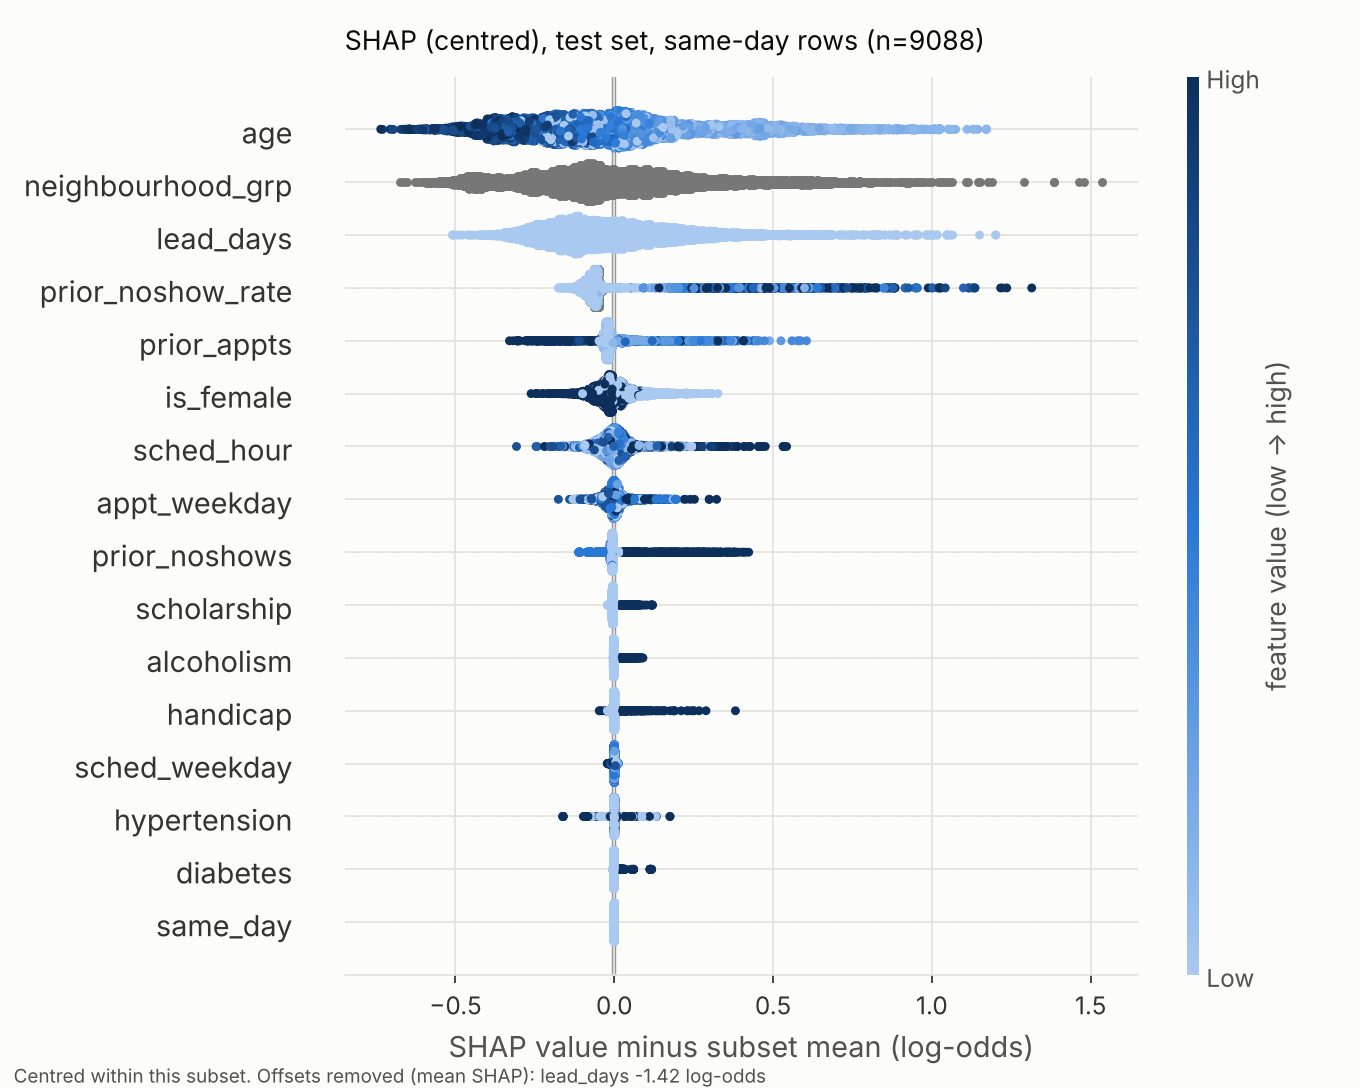 SHAP (centred), test set, same-day rows (n=9088)
High
age
neighbourhood_grp
lead_days
prior_noshow_rate
prior_appts
is_female
sched_hour
appt_weekday
prior_noshows
scholarship
alcoholism
handicap
sched_weekday
hypertension
diabetes
same_day
feature value (low → high)
Low
−0.5 0.0 0.5 1.0 1.5
SHAP value minus subset mean (log-odds)
Centred within this subset. Offsets removed (mean SHAP): lead_days -1.42 log-odds